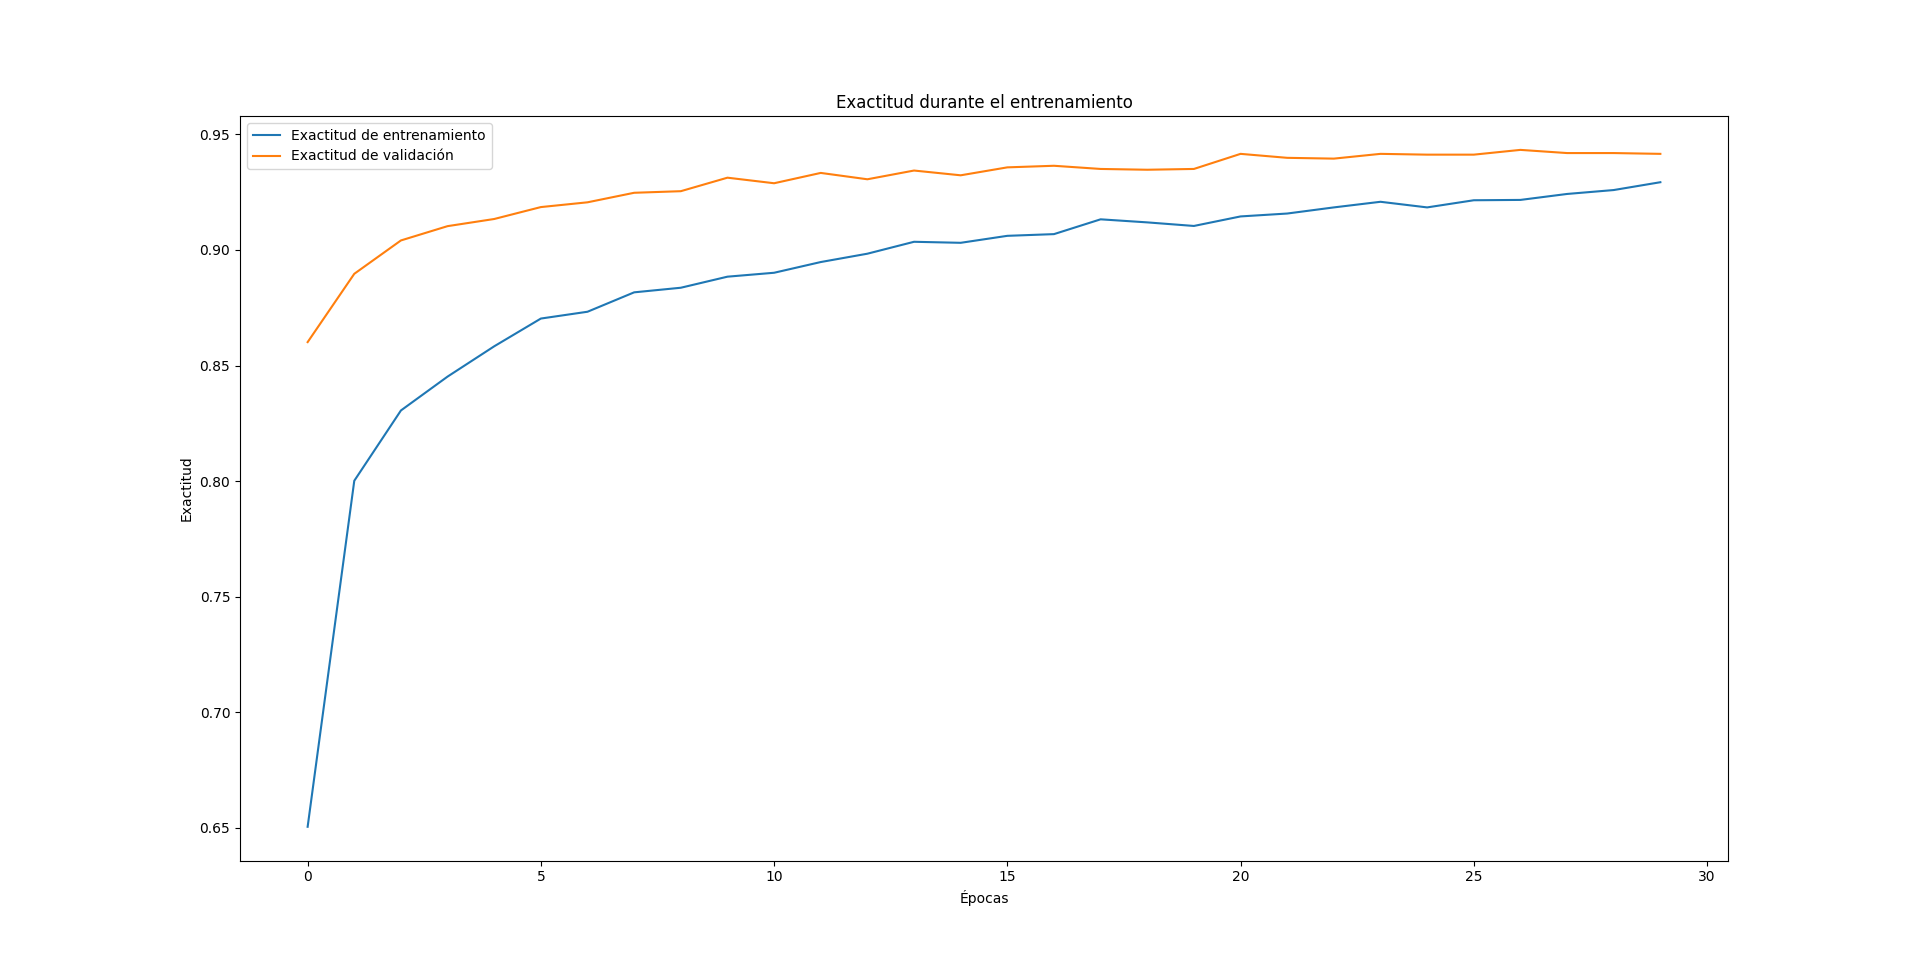 Exactitud durante el entrenamiento
Exactitud de entrenamiento
Exactitud de validación
0.95
0.90
0.85
0.80
0.75
0.70
0.65
Exactitud
0 5 10 15 20 25 30
Épocas